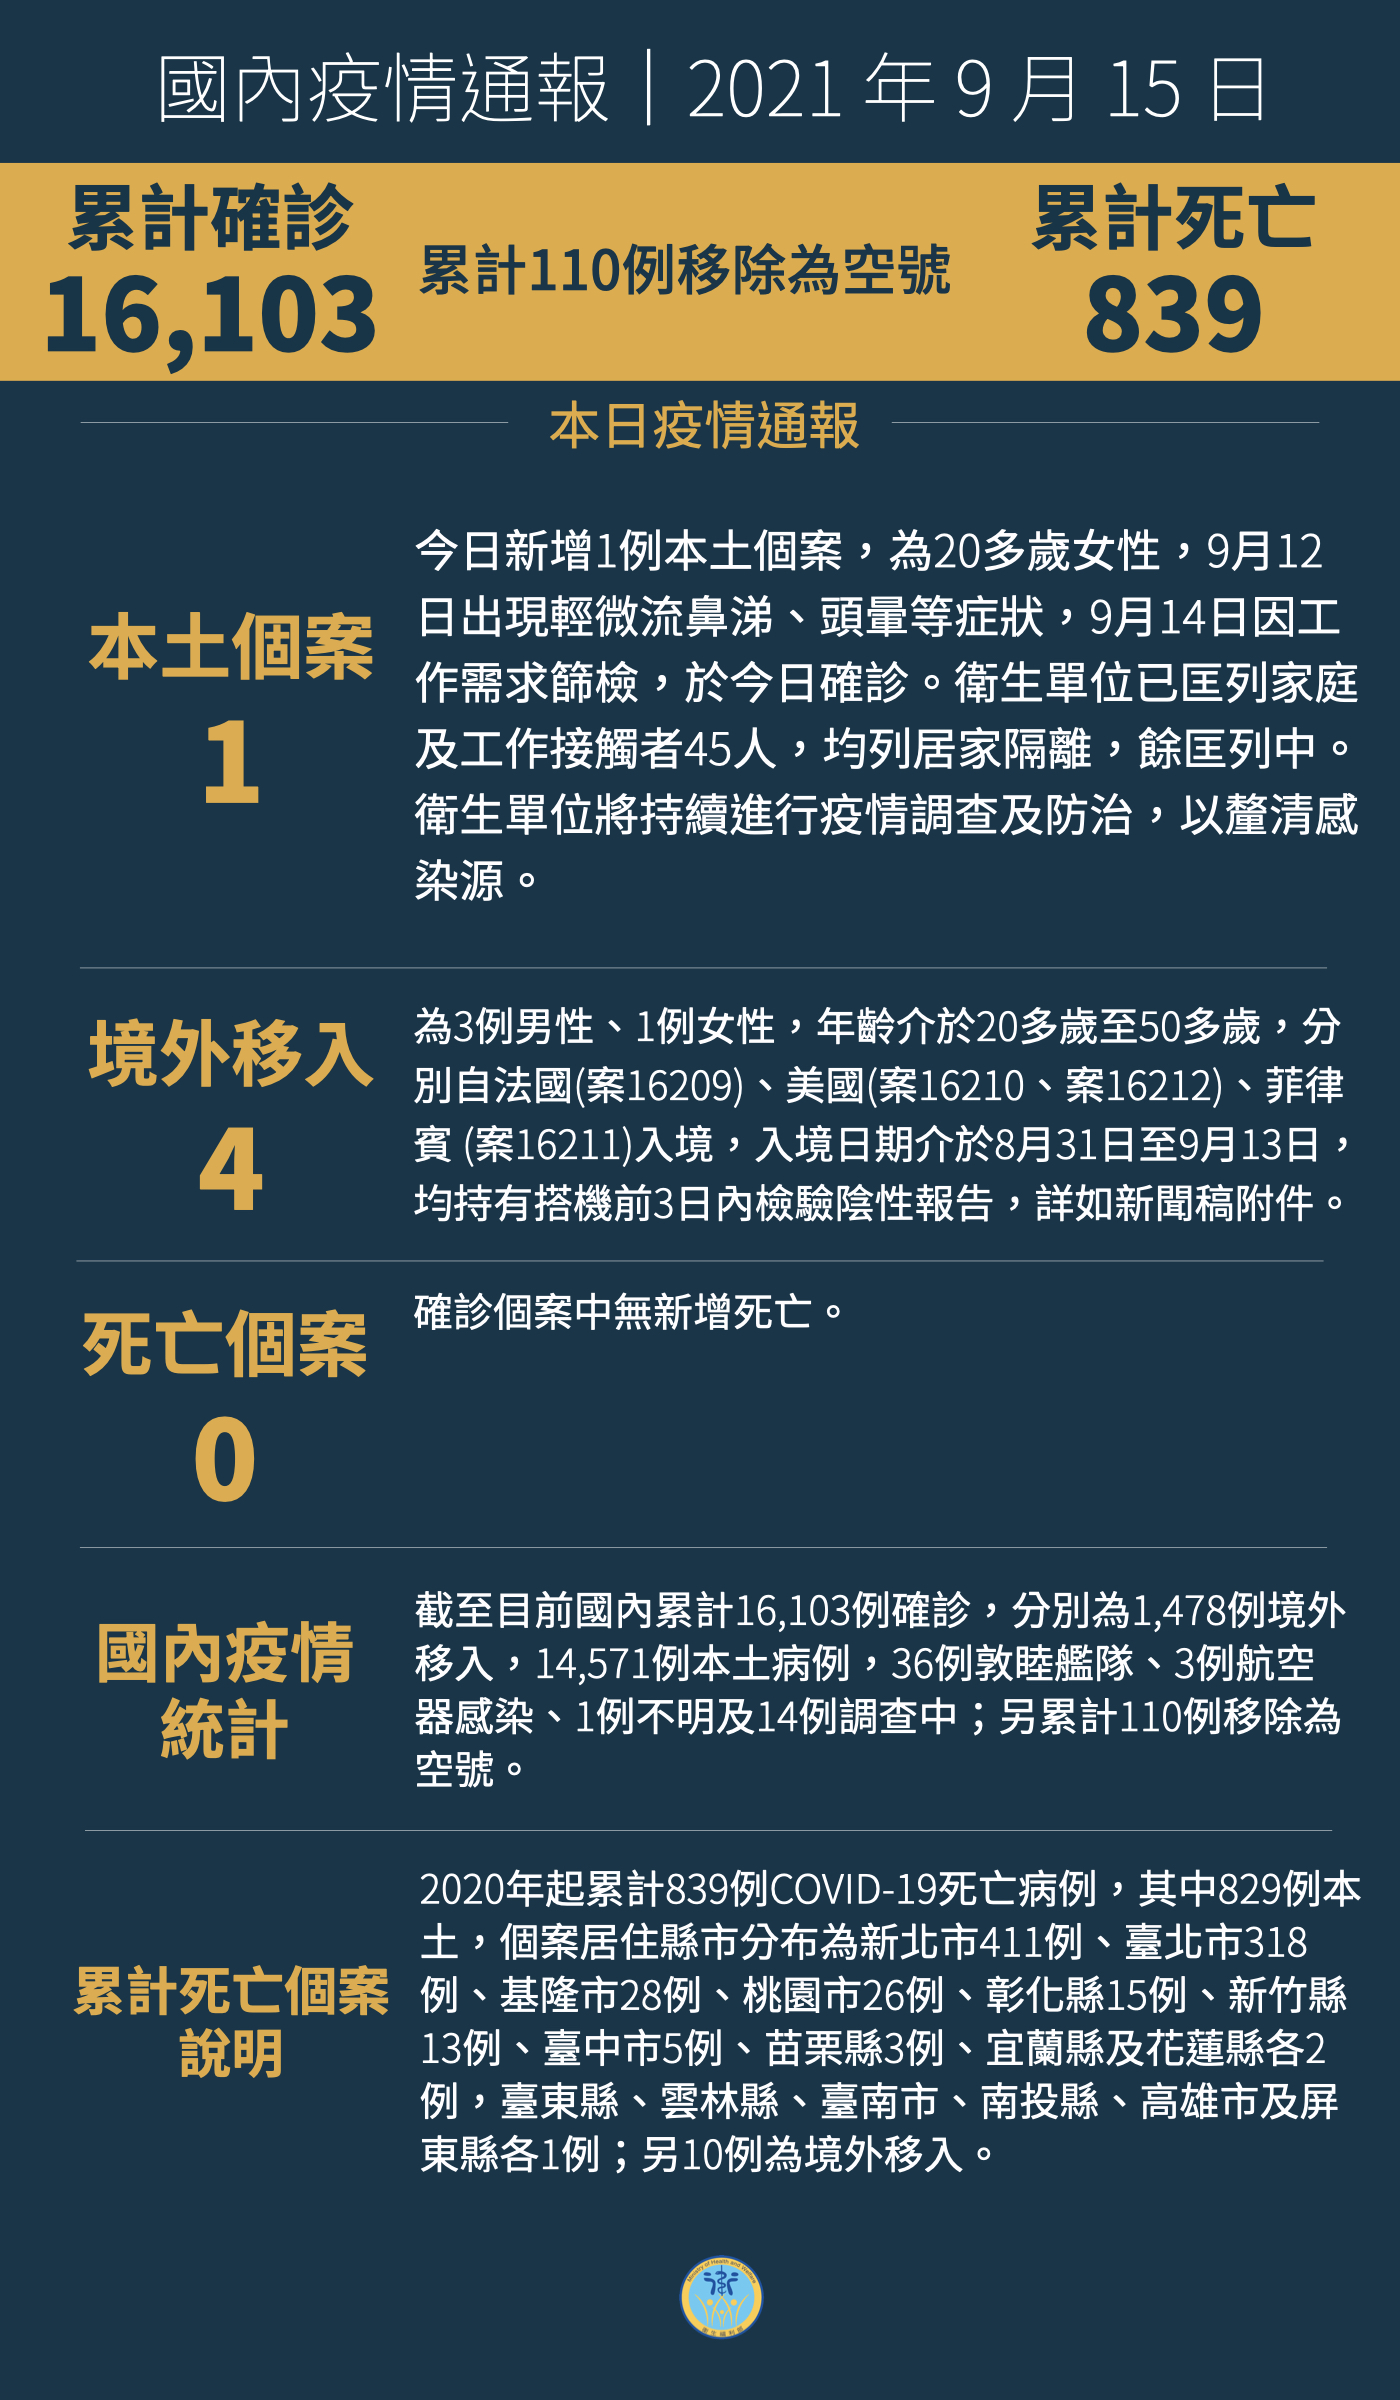 國內疫情通報｜2021 年 9 月 15 日
累計確診
16,103
累計110例移除為空號
累計死亡
839
本日疫情通報
本土個案
1
今日新增1例本土個案，為20多歲女性，9月12
日出現輕微流鼻涕、頭暈等症狀，9月14日因工
作需求篩檢，於今日確診。衛生單位已匡列家庭
及工作接觸者45人，均列居家隔離，餘匡列中。
衛生單位將持續進行疫情調查及防治，以釐清感
染源。
境外移入
4
為3例男性、1例女性，年齡介於20多歲至50多歲，分
別自法國(案16209)、美國(案16210、案16212)、菲律
賓 (案16211)入境，入境日期介於8月31日至9月13日，
均持有搭機前3日內檢驗陰性報告，詳如新聞稿附件。
死亡個案
0
確診個案中無新增死亡。
國內疫情
統計
截至目前國內累計16,103例確診，分別為1,478例境外
移入，14,571例本土病例，36例敦睦艦隊、3例航空
器感染、1例不明及14例調查中；另累計110例移除為
空號。
累計死亡個案
說明
2020年起累計839例COVID-19死亡病例，其中829例本
土，個案居住縣市分布為新北市411例、臺北市318
例、基隆市28例、桃園市26例、彰化縣15例、新竹縣
13例、臺中市5例、苗栗縣3例、宜蘭縣及花蓮縣各2
例，臺東縣、雲林縣、臺南市、南投縣、高雄市及屏
東縣各1例；另10例為境外移入。
Ministry of Health and Welfare